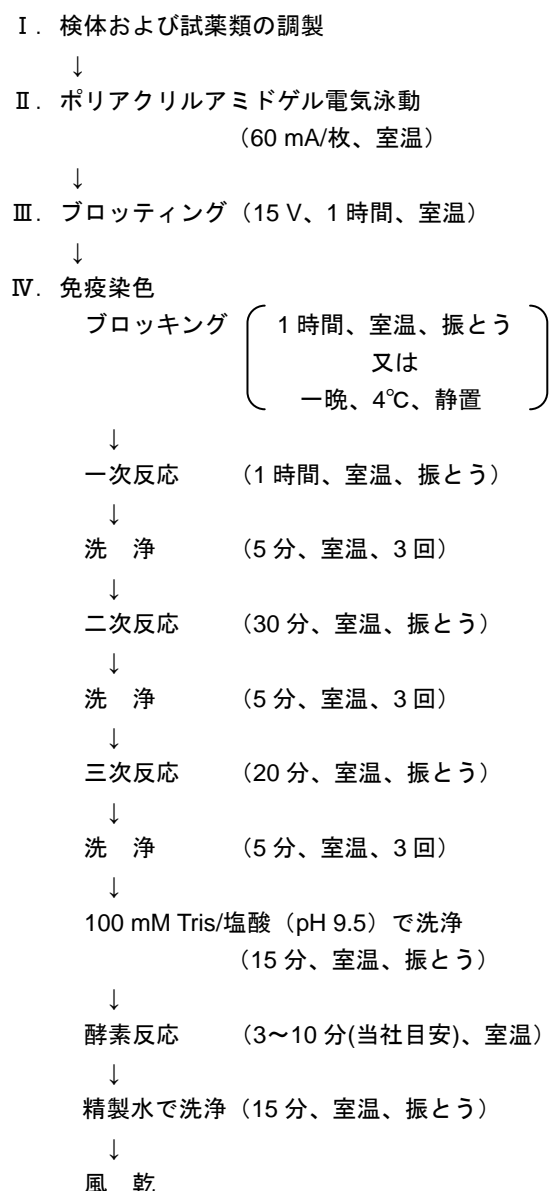 Ⅰ. 検体および試薬類の調製
↓
Ⅱ. ポリアクリルアミドゲル電気泳動
（60 mA/枚、室温）
↓
Ⅲ. ブロッティング（15 V、1 時間、室温）
↓
Ⅳ. 免疫染色
ブロッキング 1 時間、室温、振とう
又は
一晩、4℃、静置
↓
一次反応 （1 時間、室温、振とう）
↓
洗 浄 （5 分、室温、3 回）
↓
二次反応 （30 分、室温、振とう）
↓
洗 浄 （5 分、室温、3 回）
↓
三次反応 （20 分、室温、振とう）
↓
洗 浄 （5 分、室温、3 回）
↓
100 mM Tris/塩酸（pH 9.5）で洗浄
（15 分、室温、振とう）
↓
酵素反応 （3～10 分(当社目安)、室温）
↓
精製水で洗浄（15 分、室温、振とう）
↓
風 乾